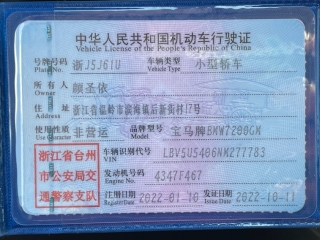 中华人民共和国机动车行驶证
Vehicle License of the People's Republic of China
号牌号码 浙J5J61U 车辆类型 小型轿车
Plate No. Vehicle Type
所有人 颜圣依
Owner
住址 浙江省温岭市滨海镇后新街村17号
Address
使用性质 非营运 品牌型号 宝马牌BMW7200GM
Use Character Model
浙江省台州 车辆识别代号 LBV5U5406NMZ77783
VIN
市公安局交 发动机号码 4347F467
Engine No.
通警察支队 注册日期 2022-01-10 发证日期 2022-10-11
Register Date Issue Date